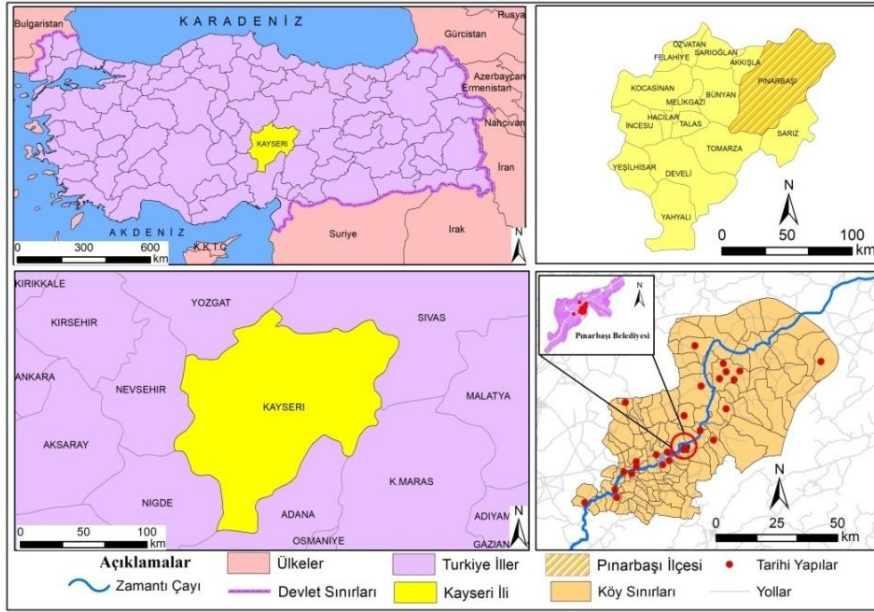 Bulgaristan
KARADENİZ
Rusya
Gürcistan
Azerbaycan
Ermenistan
Nahçıvan
KAYSERİ
İran
AKDENİZ
K.K.T.C
Suriye
Irak
N
0 300 600
km
ÖZVATAN
SARIOĞLAN
FELAHİYE
AKKIŞLA
PINARBAŞI
KOCASİNAN
BÜNYAN
MELİKGAZİ
HACILAR
İNCESU
TALAS
SARIZ
TOMARZA
YEŞİLHİSAR
DEVELİ
YAHYALI
N
0 50 100
km
KIRIKKALE
YOZGAT
SIVAS
KIRSEHIR
ANKARA
NEVSEHIR
KAYSERI
MALATYA
AKSARAY
K.MARAS
NIGDE
ADANA
ADIYAM
OSMANIYE
GAZIAN
N
0 50 100
km
N
Pınarbaşı Belediyesi
N
0 25 50
km
Açıklamalar
Ülkeler
Turkiye İller
Pınarbaşı İlçesi
Tarihi Yapılar
Zamantı Çayı
Devlet Sınırları
Kayseri İli
Köy Sınırları
Yollar